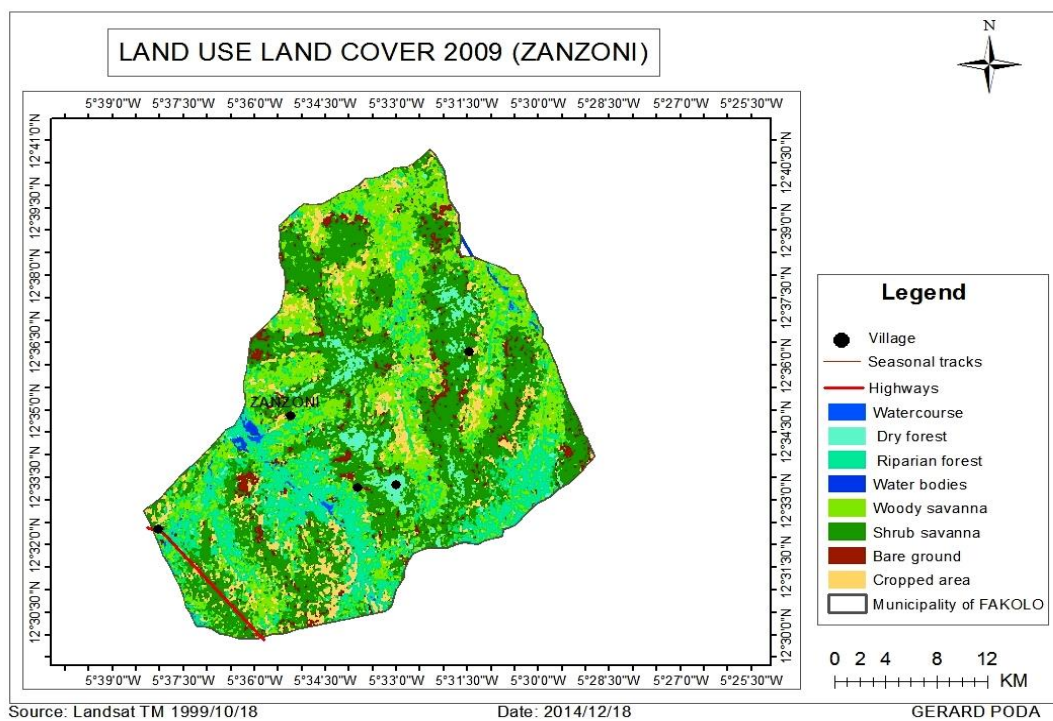 LAND USE LAND COVER 2009 (ZANZONI)
N
5°39'0"W 5°37'30"W 5°36'0"W 5°34'30"W 5°33'0"W 5°31'30"W 5°30'0"W 5°28'30"W 5°27'0"W 5°25'30"W
12°41'0"N
12°39'30"N
12°38'0"N
12°36'30"N
12°35'0"N
12°33'30"N
12°32'0"N
12°30'30"N
ZANZONI
12°40'30"N
12°39'0"N
12°37'30"N
12°36'0"N
12°34'30"N
12°33'0"N
12°31'30"N
12°30'0"N
5°39'0"W 5°37'30"W 5°36'0"W 5°34'30"W 5°33'0"W 5°31'30"W 5°30'0"W 5°28'30"W 5°27'0"W 5°25'30"W
Legend
Village
Seasonal tracks
Highways
Watercourse
Dry forest
Riparian forest
Water bodies
Woody savanna
Shrub savanna
Bare ground
Cropped area
Municipality of FAKOLO
0 2 4 8 12
KM
Source: Landsat TM 1999/10/18 Date: 2014/12/18 GERARD PODA